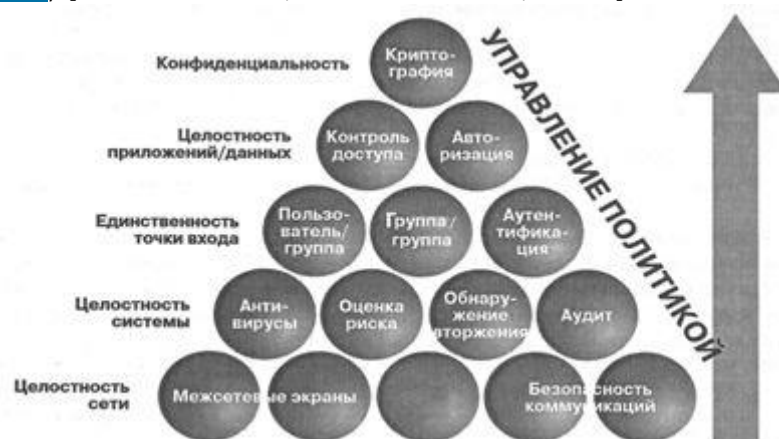 Конфиденциальность
Крипто-
графия
Целостность
приложений/данных
Контроль
доступа
Авто-
ризация
Единственность
точки входа
Пользо-
ватель/
группа
Группа/
группа
Аутен-
тифика-
ция
Целостность
системы
Анти-
вирусы
Оценка
риска
Обнару-
жение
вторжения
Аудит
Целостность
сети
Межсетевые экраны
Безопасность
коммуникаций
УПРАВЛЕНИЕ ПОЛИТИКОЙ